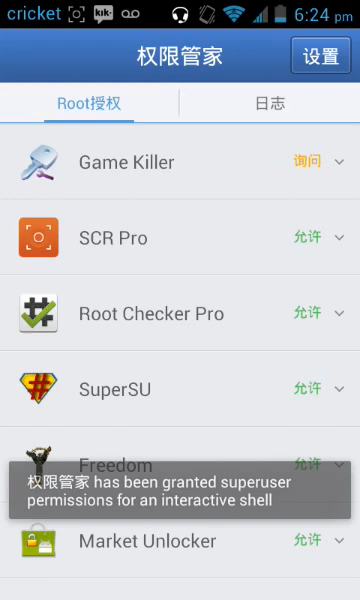 cricket kik 6:24 pm
权限管家 设置
Root授权 日志
Game Killer 询问
SCR Pro 允许
Root Checker Pro 允许
SuperSU 允许
Freedom 允许
权限管家 has been granted superuser
permissions for an interactive shell
Market Unlocker 允许